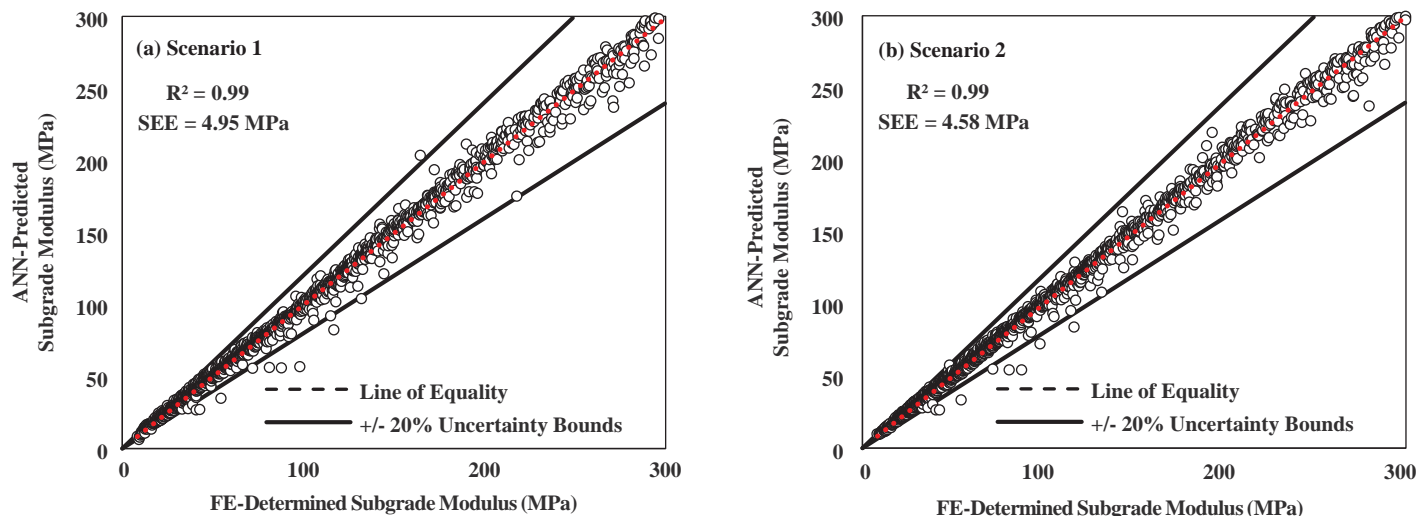 300
250
200
150
100
50
0
ANN-Predicted
Subgrade Modulus (MPa)
(a) Scenario 1
R² = 0.99
SEE = 4.95 MPa
Line of Equality
+/- 20% Uncertainty Bounds
0 100 200 300
FE-Determined Subgrade Modulus (MPa)
300
250
200
150
100
50
0
ANN-Predicted
Subgrade Modulus (MPa)
(b) Scenario 2
R² = 0.99
SEE = 4.58 MPa
Line of Equality
+/- 20% Uncertainty Bounds
0 100 200 300
FE-Determined Subgrade Modulus (MPa)